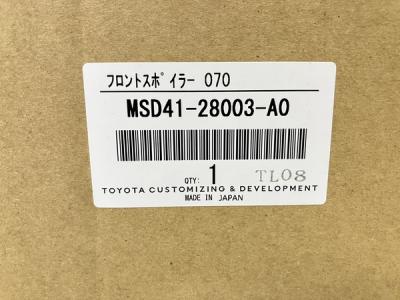 フロントスポイラー 070
MSD41-28003-A0
QTY: 1 TL08
TOYOTA CUSTOMIZING & DEVELOPMENT
MADE IN JAPAN